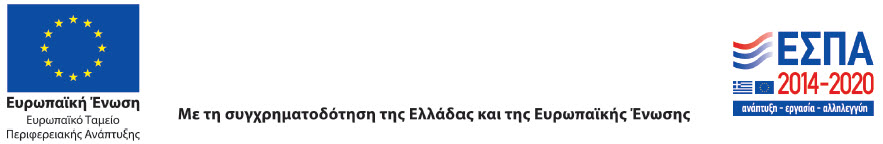 Ευρωπαϊκή Ένωση
Ευρωπαϊκό Ταμείο
Περιφερειακής Ανάπτυξης
Με τη συγχρηματοδότηση της Ελλάδας και της Ευρωπαϊκής Ένωσης
ΕΣΠΑ
2014-2020
ανάπτυξη - εργασία - αλληλεγγύη